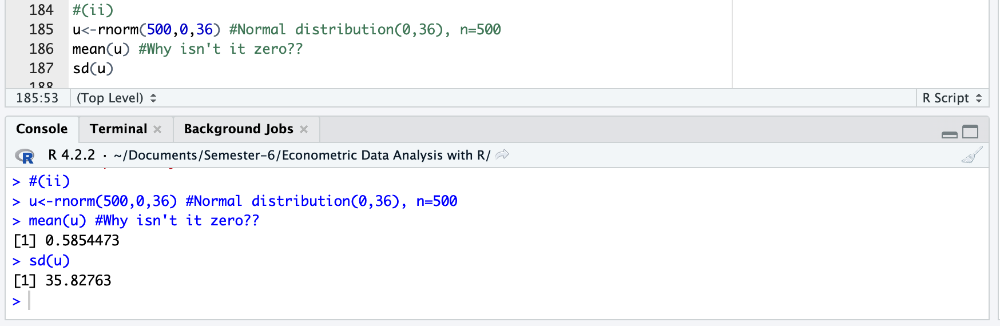 184 #(ii)
185 u<-rnorm(500,0,36) #Normal distribution(0,36), n=500
186 mean(u) #Why isn't it zero??
187 sd(u)
188
185:53 (Top Level) R Script
Console Terminal Background Jobs
R 4.2.2 · ~/Documents/Semester-6/Econometric Data Analysis with R/
> #(ii)
> u<-rnorm(500,0,36) #Normal distribution(0,36), n=500
> mean(u) #Why isn't it zero??
[1] 0.5854473
> sd(u)
[1] 35.82763
>